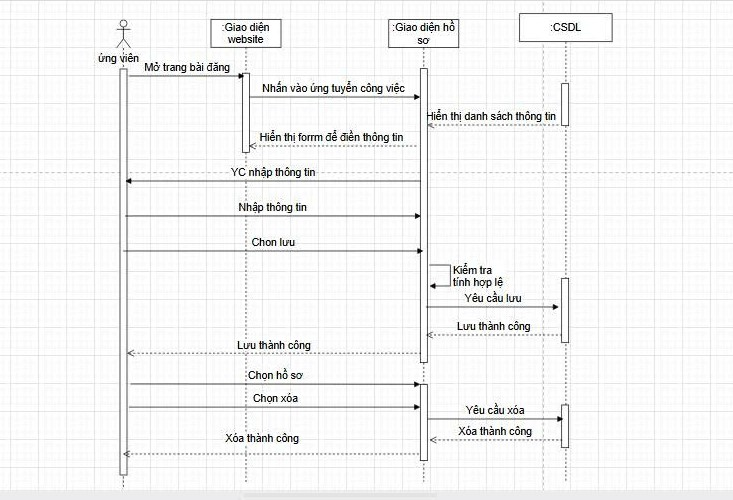 :Giao diện
website
:Giao diện hồ
sơ
:CSDL
ứng viên
Mở trang bài đăng
Nhấn vào ứng tuyển công việc
Hiển thị danh sách thông tin
Hiển thị forrm để điền thông tin
YC nhập thông tin
Nhập thông tin
Chon lưu
Kiểm tra
tính hợp lệ
Yêu cầu lưu
Lưu thành công
Lưu thành công
Chọn hồ sơ
Chọn xóa
Yêu cầu xóa
Xóa thành công
Xóa thành công